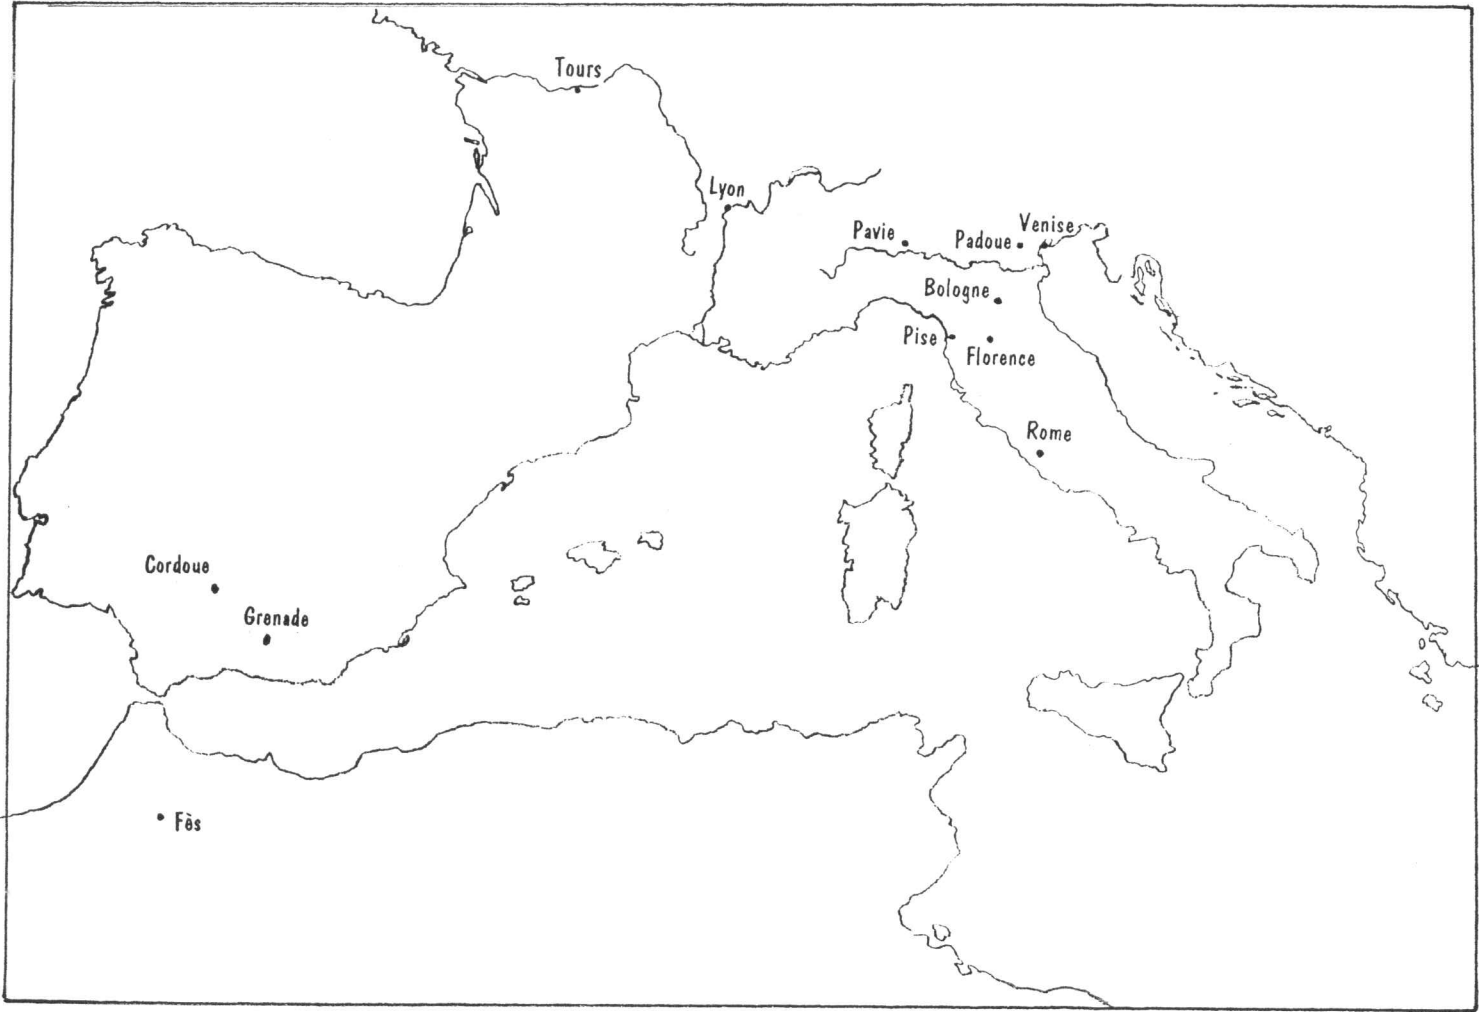 Tours
Lyon
Venise
Pavie
Padoue
Bologne
Pise
Florence
Rome
Cordoue
Grenade
Fès